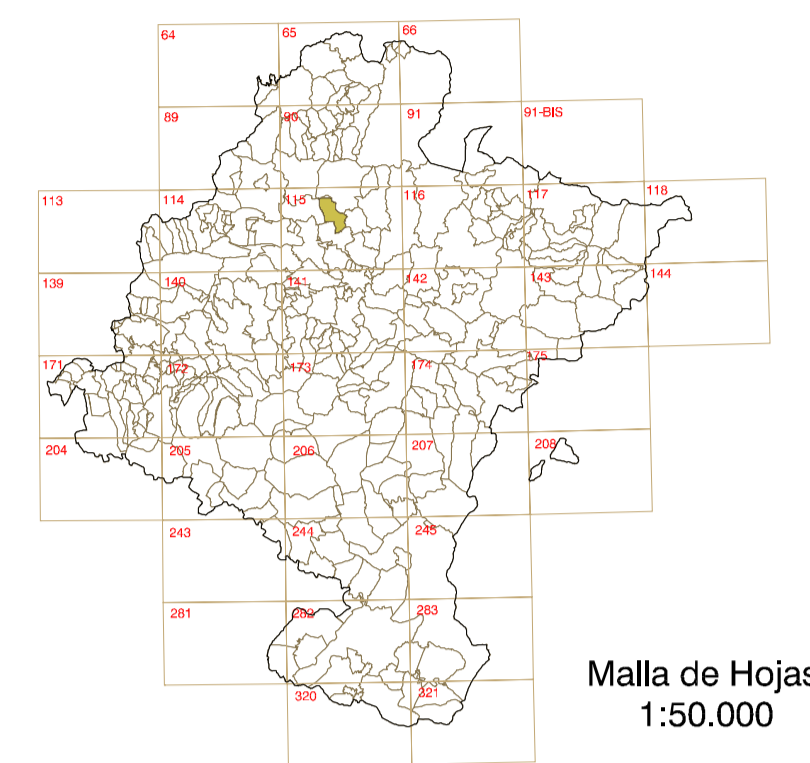 64 65 66
89 90 91 91-BIS
113 114 115 116 117 118
139 140 141 142 143 144
171 172 173 174 175
204 205 206 207 208
243 244 245
281 282 283
Malla de Hojas
1:50.000
320 321